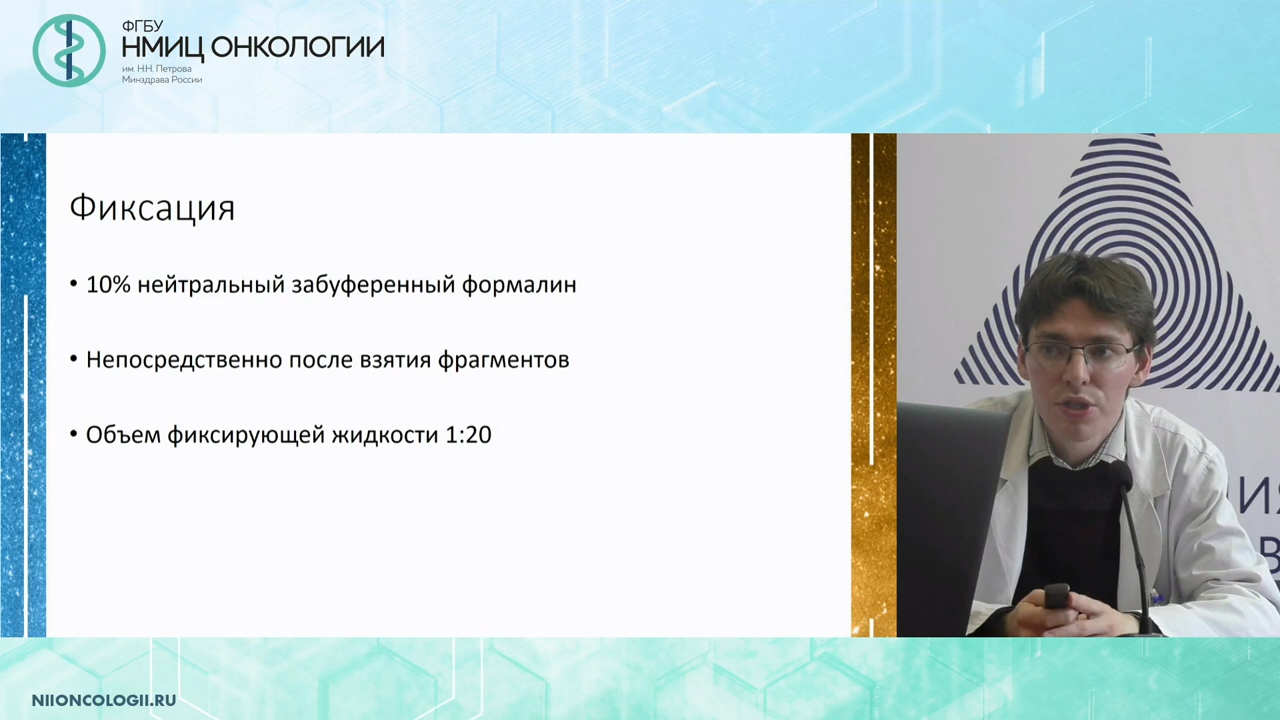 ФГБУ
НМИЦ ОНКОЛОГИИ
им. Н.Н. Петрова
Минздрава России
Фиксация
• 10% нейтральный забуференный формалин
• Непосредственно после взятия фрагментов
• Объем фиксирующей жидкости 1:20
NIIONCOLOGII.RU